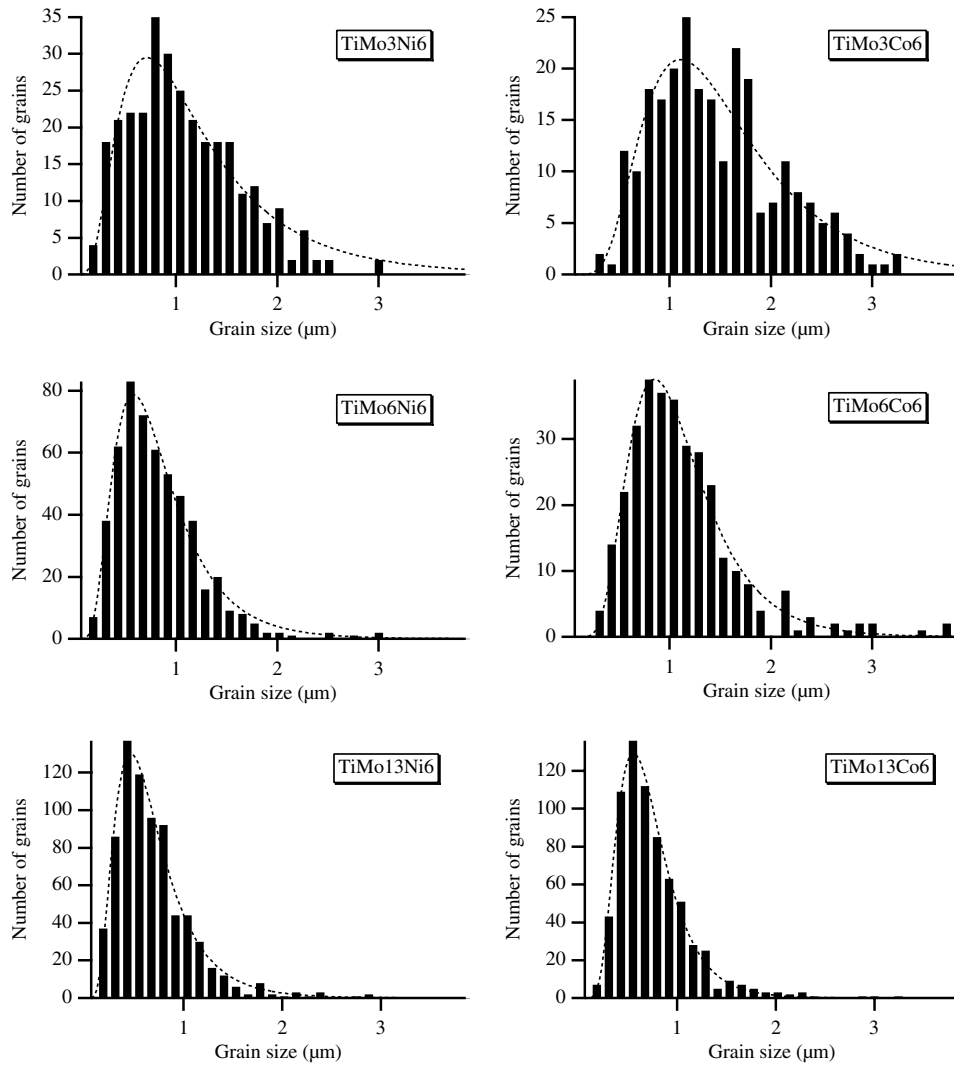 TiMo3Ni6
Number of grains
35
30
25
20
15
10
5
0
1 2 3
Grain size (µm)
TiMo3Co6
Number of grains
25
20
15
10
5
0
1 2 3
Grain size (µm)
TiMo6Ni6
Number of grains
80
60
40
20
0
1 2 3
Grain size (µm)
TiMo6Co6
Number of grains
30
20
10
0
1 2 3
Grain size (µm)
TiMo13Ni6
Number of grains
120
100
80
60
40
20
0
1 2 3
Grain size (µm)
TiMo13Co6
Number of grains
120
100
80
60
40
20
0
1 2 3
Grain size (µm)